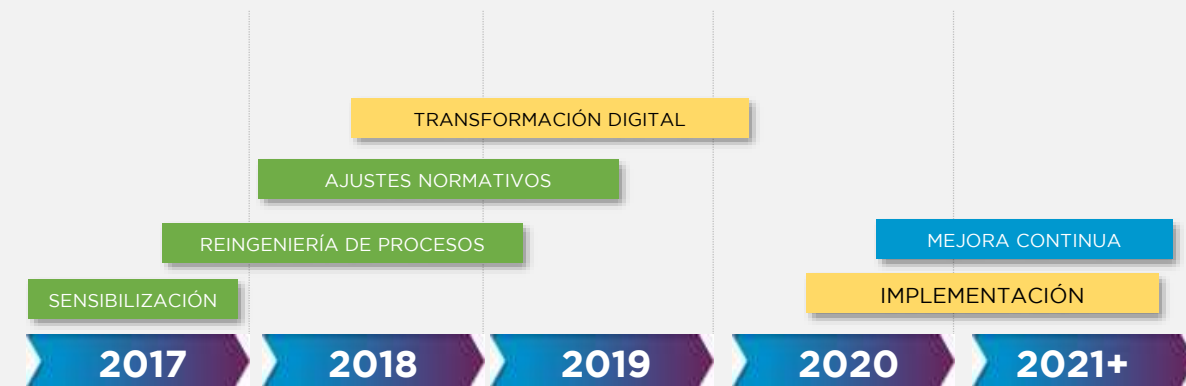 TRANSFORMACIÓN DIGITAL
AJUSTES NORMATIVOS
REINGENIERÍA DE PROCESOS
MEJORA CONTINUA
SENSIBILIZACIÓN
IMPLEMENTACIÓN
2017
2018
2019
2020
2021+